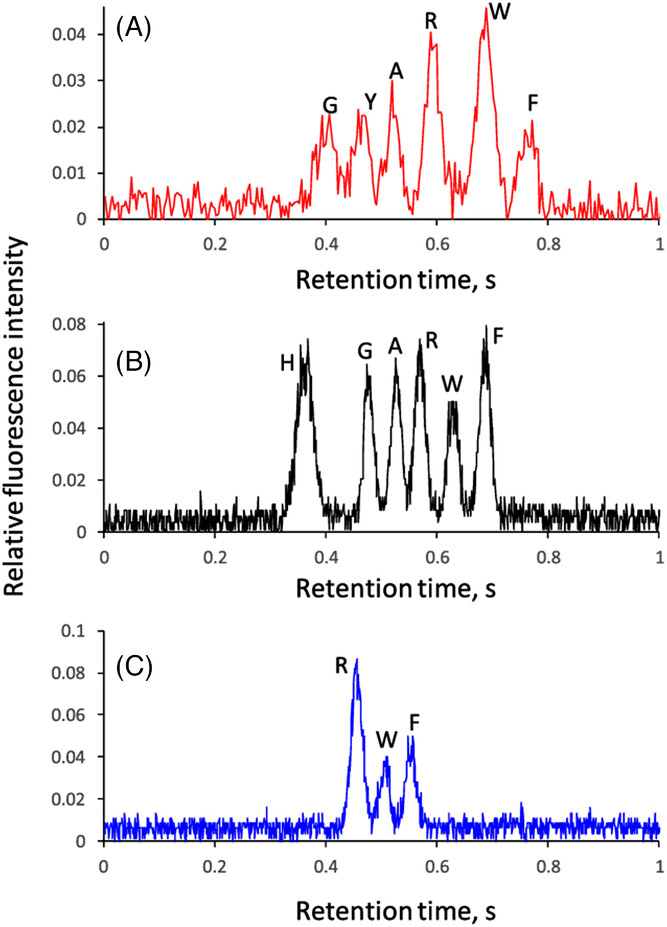 Relative fluorescence intensity
(A)
0.04
0.03
0.02
0.01
0
G
Y
A
R
W
F
0 0.2 0.4 0.6 0.8 1
Retention time, s
(B)
0.08
0.06
0.04
0.02
0
H
G
A
R
W
F
0 0.2 0.4 0.6 0.8 1
Retention time, s
(C)
0.1
0.08
0.06
0.04
0.02
0
R
W
F
0 0.2 0.4 0.6 0.8 1
Retention time, s